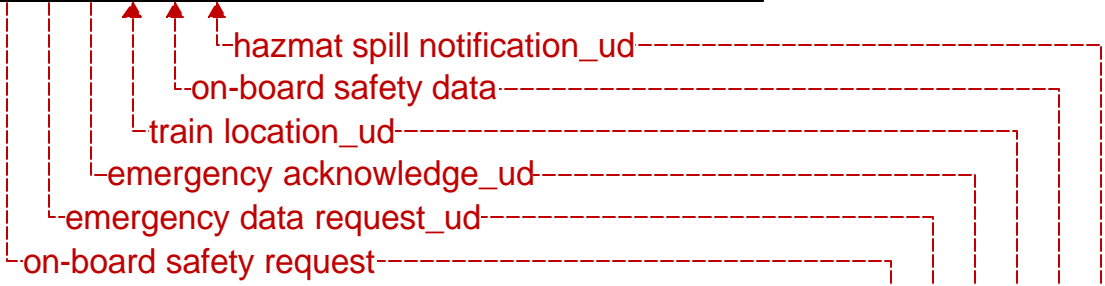 hazmat spill notification_ud
on-board safety data
train location_ud
emergency acknowledge_ud
emergency data request_ud
on-board safety request